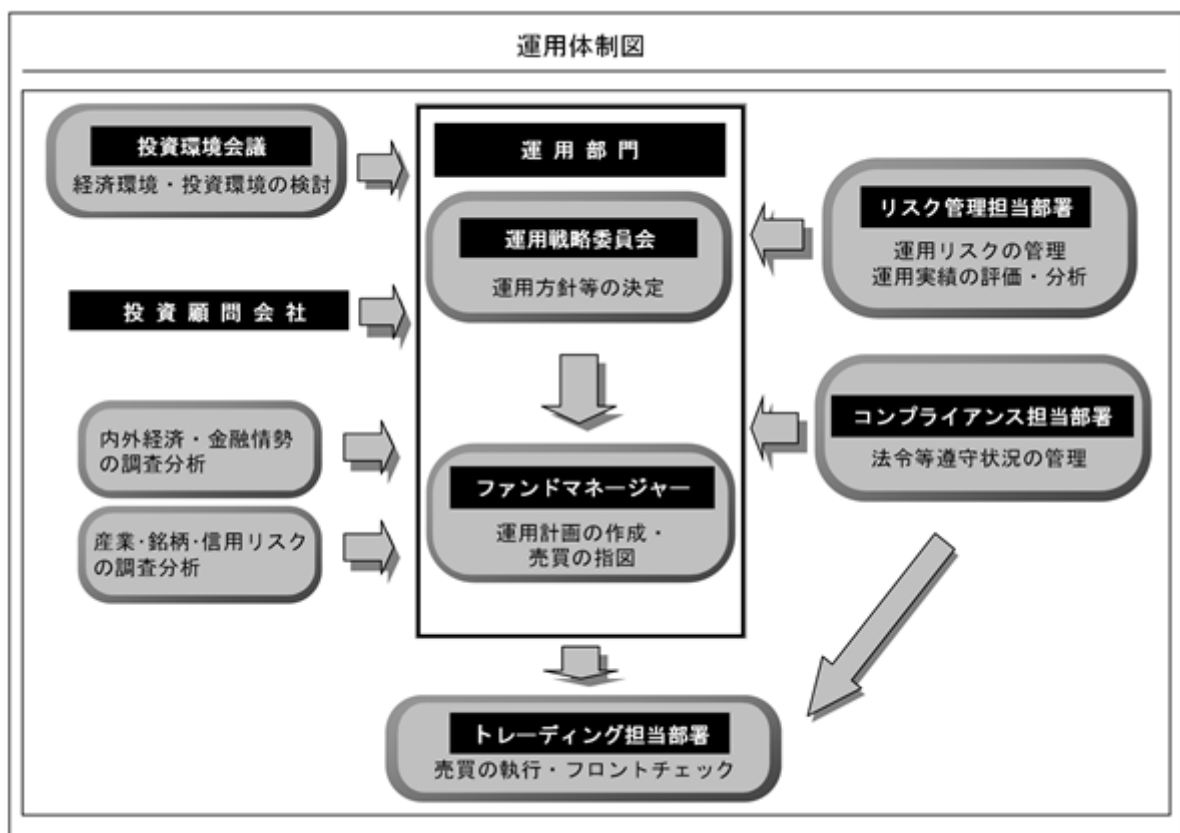 運用体制図
投資環境会議
経済環境・投資環境の検討
投資顧問会社
内外経済・金融情勢
の調査分析
産業・銘柄・信用リスク
の調査分析
運用部門
運用戦略委員会
運用方針等の決定
ファンドマネージャー
運用計画の作成・
売買の指図
リスク管理担当部署
運用リスクの管理
運用実績の評価・分析
コンプライアンス担当部署
法令等遵守状況の管理
トレーディング担当部署
売買の執行・フロントチェック